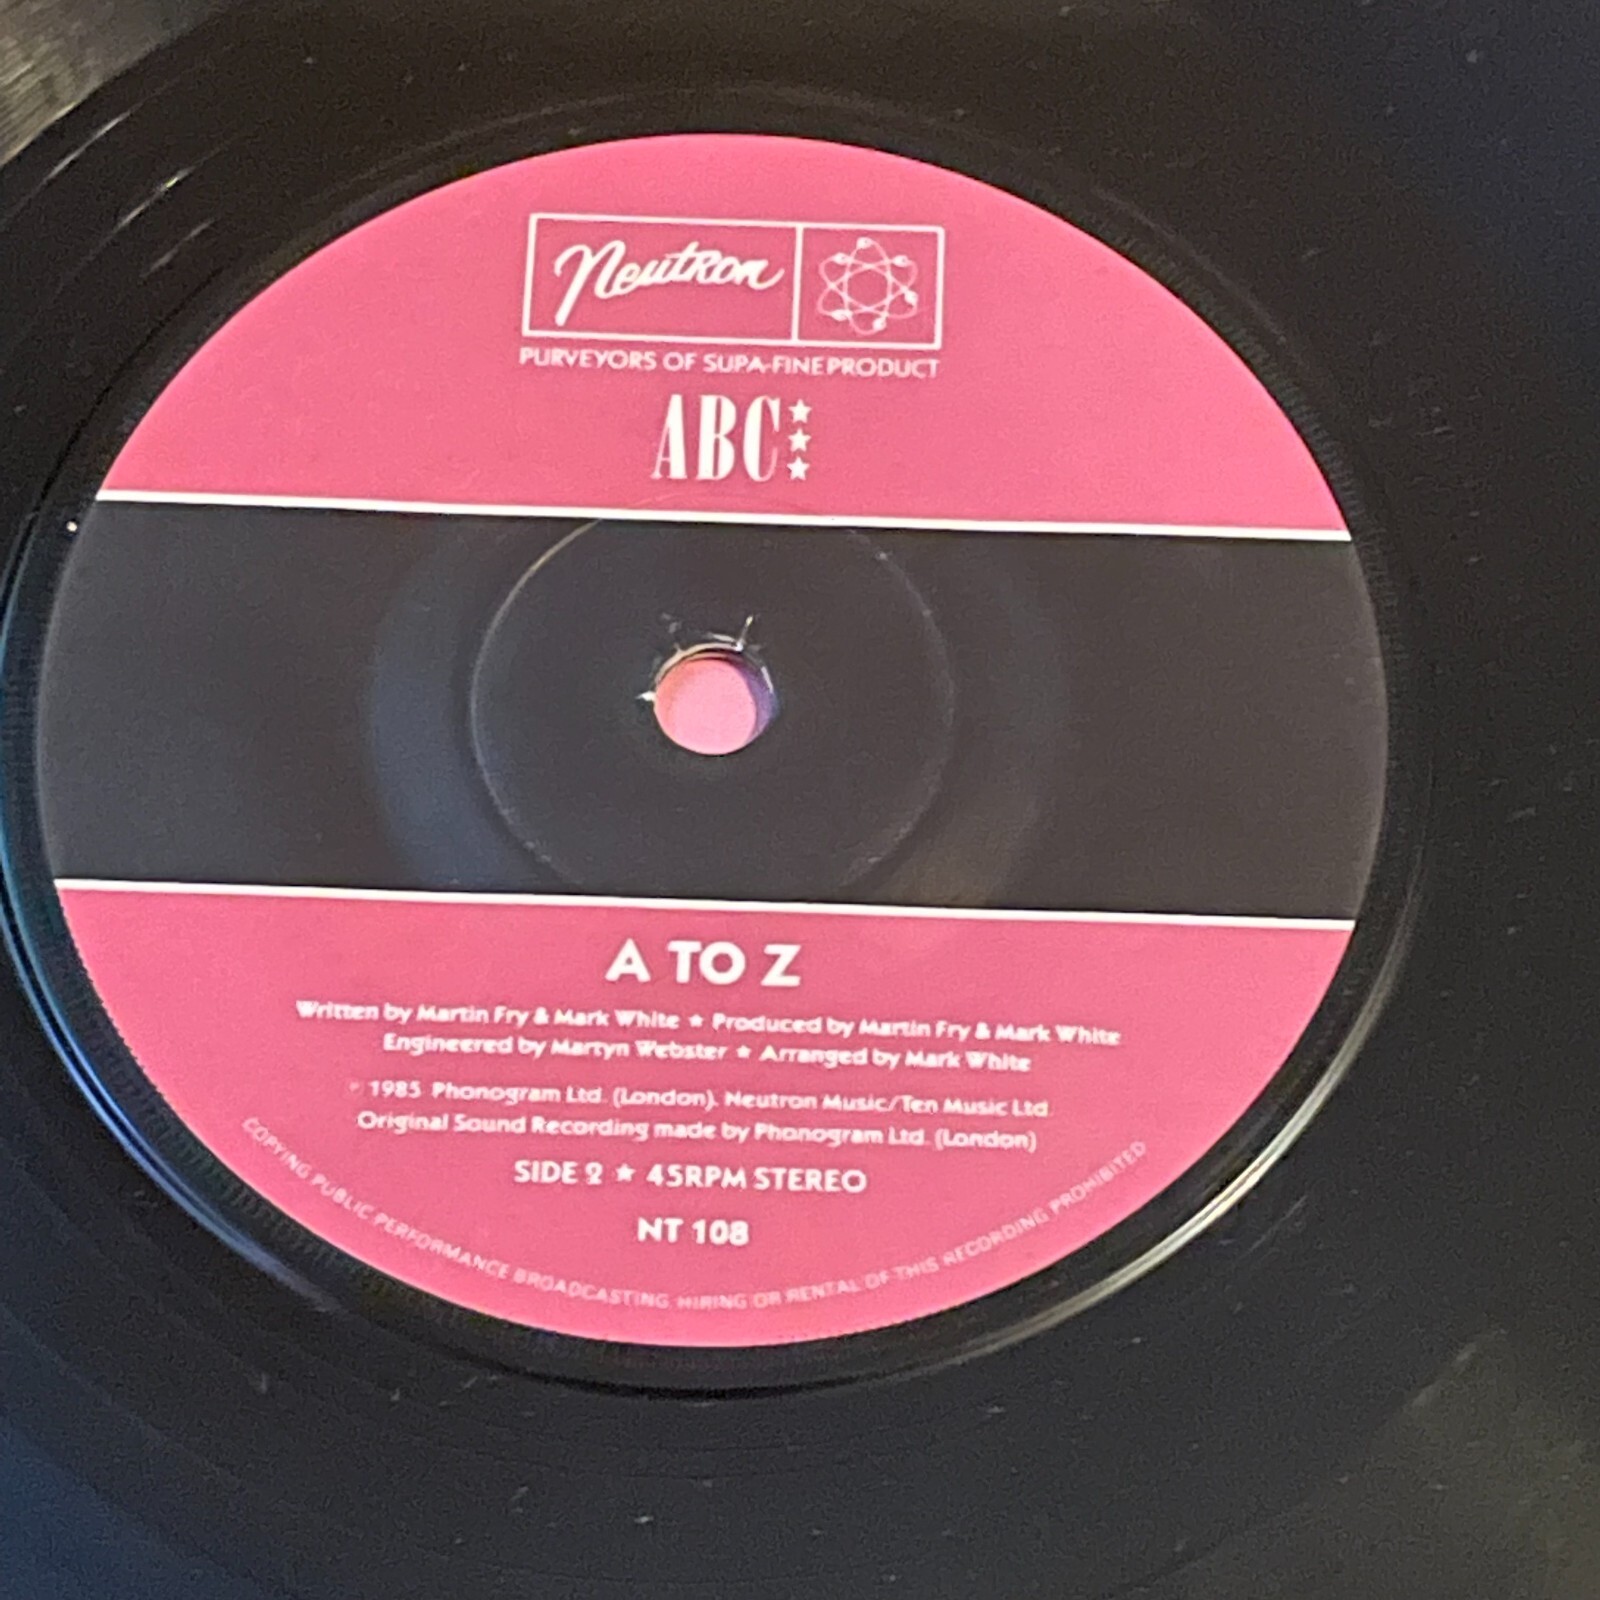 Neutron
PURVEYORS OF SUPA-FINE PRODUCT
ABC
A TO Z
Written by Martin Fry & Mark White ★ Produced by Martin Fry & Mark White
Engineered by Martyn Webster ★ Arranged by Mark White
℗ 1985 Phonogram Ltd. (London). Neutron Music/Ten Music Ltd.
Original Sound Recording made by Phonogram Ltd. (London)
SIDE 2 ★ 45RPM STEREO
NT 108
COPYING PUBLIC PERFORMANCE BROADCASTING, HIRING OR RENTAL OF THIS RECORDING PROHIBITED